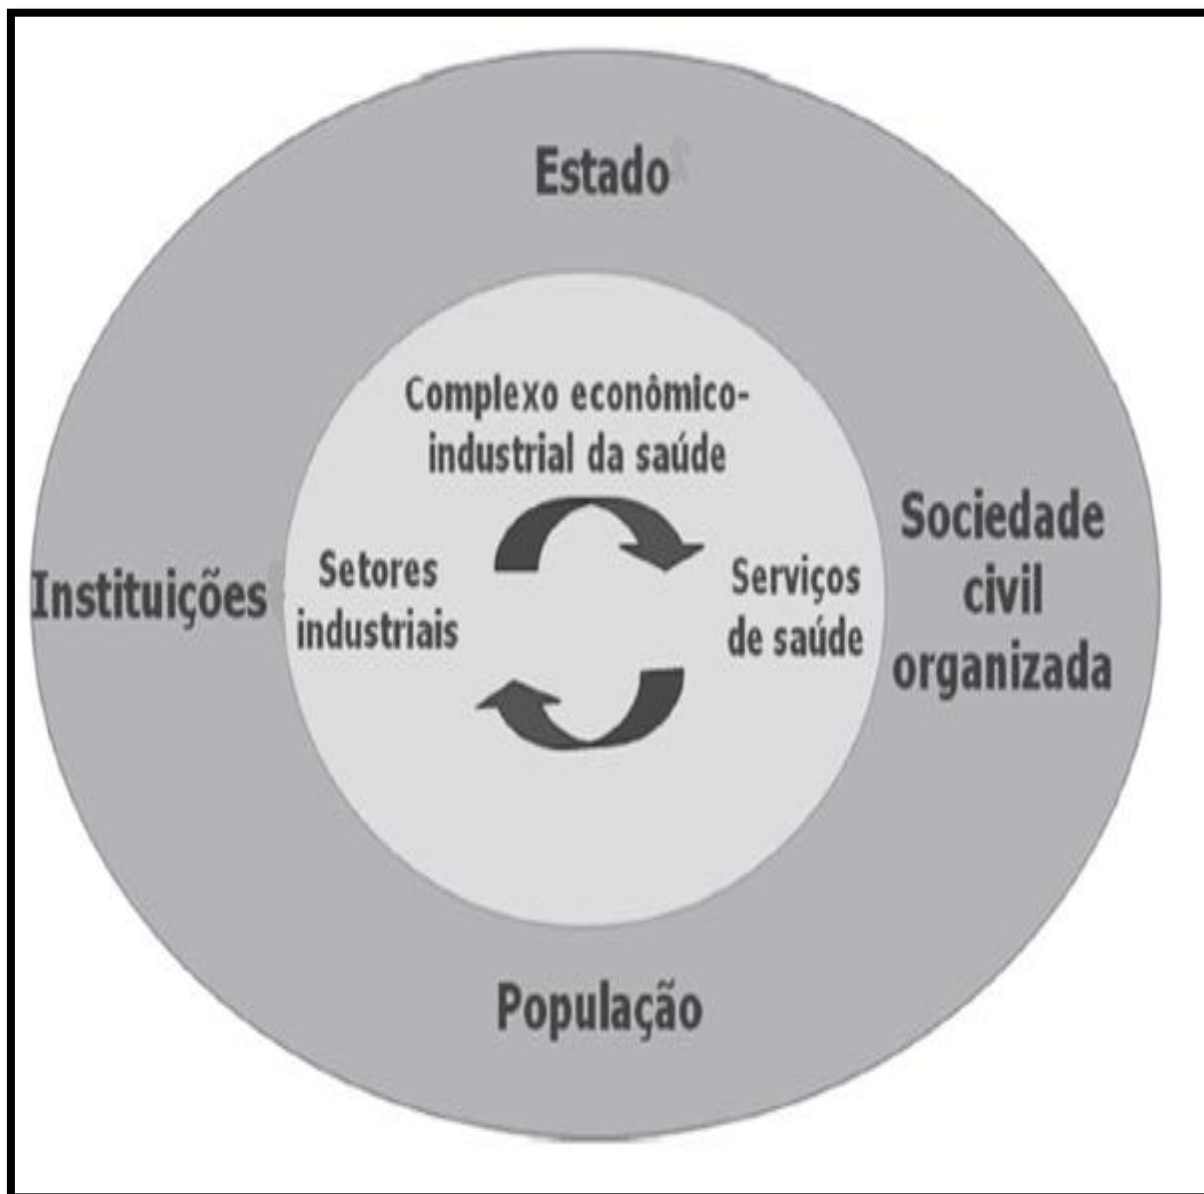 Estado
Complexo econômico-
industrial da saúde
Instituições
Setores
industriais
Serviços
de saúde
Sociedade
civil
organizada
População